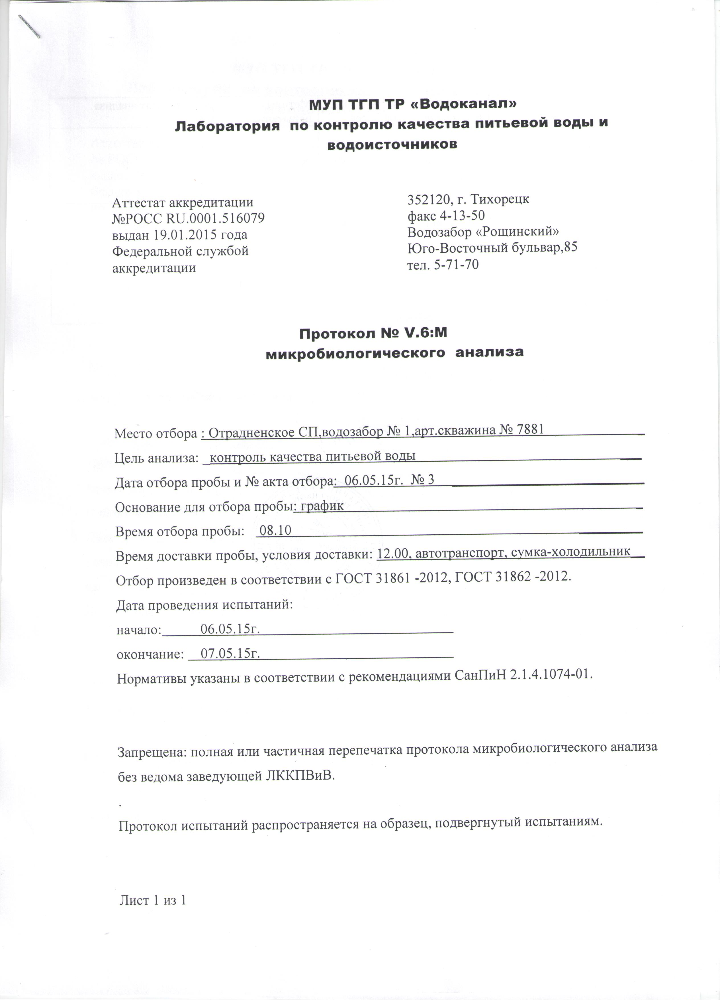 МУП ТГП ТР «Водоканал»
Лаборатория по контролю качества питьевой воды и
водоисточников
Аттестат аккредитации
№РОСС RU.0001.516079
выдан 19.01.2015 года
Федеральной службой
аккредитации
352120, г. Тихорецк
факс 4-13-50
Водозабор «Рощинский»
Юго-Восточный бульвар,85
тел. 5-71-70
Протокол № V.6:М
микробиологического анализа
Место отбора : Отрадненское СП,водозабор № 1,арт.скважина № 7881
Цель анализа: контроль качества питьевой воды
Дата отбора пробы и № акта отбора: 06.05.15г. № 3
Основание для отбора пробы: график
Время отбора пробы: 08.10
Время доставки пробы, условия доставки: 12.00, автотранспорт, сумка-холодильник
Отбор произведен в соответствии с ГОСТ 31861 -2012, ГОСТ 31862 -2012.
Дата проведения испытаний:
начало: 06.05.15г.
окончание: 07.05.15г.
Нормативы указаны в соответствии с рекомендациями СанПиН 2.1.4.1074-01.
Запрещена: полная или частичная перепечатка протокола микробиологического анализа
без ведома заведующей ЛККПВиВ.
.
Протокол испытаний распространяется на образец, подвергнутый испытаниям.
Лист 1 из 1